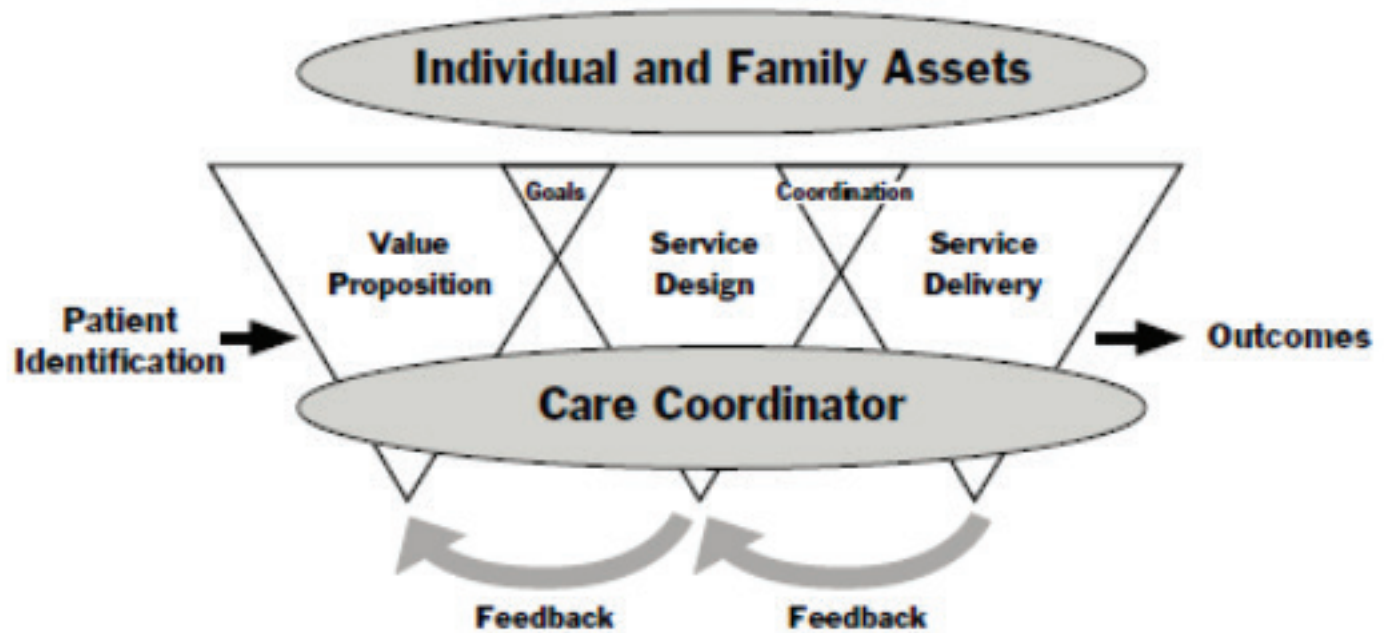 Individual and Family Assets
Goals
Coordination
Value
Proposition
Service
Design
Service
Delivery
Patient
Identification
Outcomes
Care Coordinator
Feedback
Feedback